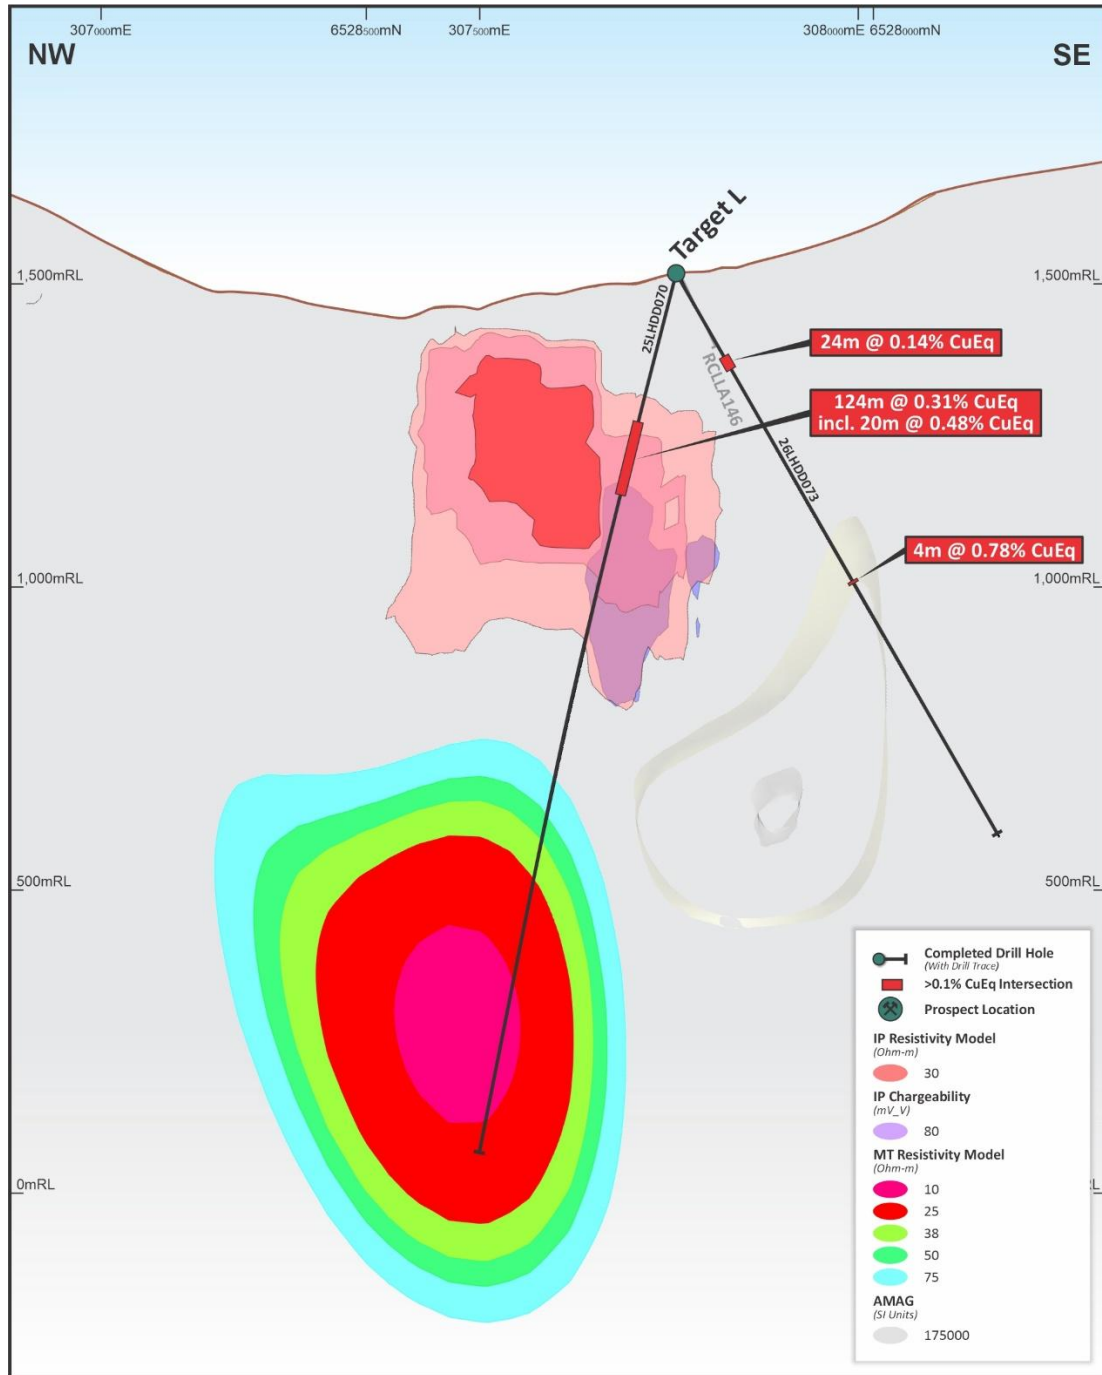 307000mE
6528500mN
307500mE
308000mE
6528000mN
NW
SE
Target L
1,500mRL
1,500mRL
25LHDD070
RCLLA146
26LHDD073
24m @ 0.14% CuEq
124m @ 0.31% CuEq
incl. 20m @ 0.48% CuEq
4m @ 0.78% CuEq
1,000mRL
1,000mRL
500mRL
500mRL
0mRL
Completed Drill Hole
(With Drill Trace)
>0.1% CuEq Intersection
Prospect Location
IP Resistivity Model
(Ohm-m)
30
IP Chargeability
(mV_V)
80
MT Resistivity Model
(Ohm-m)
10
25
38
50
75
AMAG
(SI Units)
175000